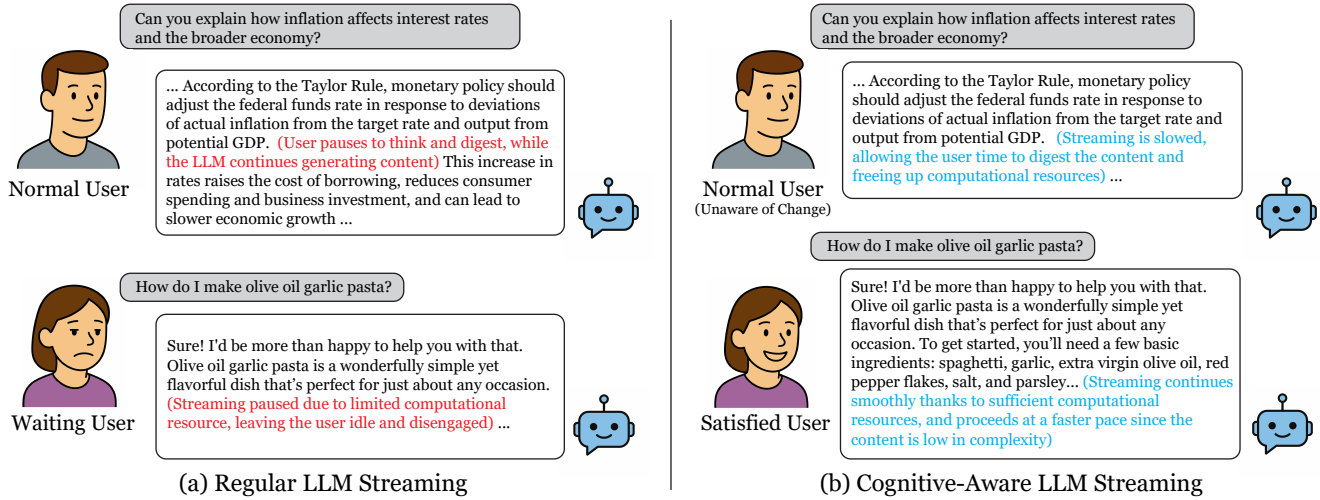 Can you explain how inflation affects interest rates
and the broader economy?
... According to the Taylor Rule, monetary policy should
adjust the federal funds rate in response to deviations
of actual inflation from the target rate and output from
potential GDP. (User pauses to think and digest, while
the LLM continues generating content) This increase in
rates raises the cost of borrowing, reduces consumer
spending and business investment, and can lead to
slower economic growth ...
Normal User
How do I make olive oil garlic pasta?
Sure! I'd be more than happy to help you with that.
Olive oil garlic pasta is a wonderfully simple yet
flavorful dish that's perfect for just about any occasion.
(Streaming paused due to limited computational
resource, leaving the user idle and disengaged) ...
Waiting User
(a) Regular LLM Streaming
Can you explain how inflation affects interest rates
and the broader economy?
... According to the Taylor Rule, monetary policy
should adjust the federal funds rate in response to
deviations of actual inflation from the target rate and
output from potential GDP. (Streaming is slowed,
allowing the user time to digest the content and
freeing up computational resources) ...
Normal User
(Unaware of Change)
How do I make olive oil garlic pasta?
Sure! I'd be more than happy to help you with that.
Olive oil garlic pasta is a wonderfully simple yet
flavorful dish that's perfect for just about any
occasion. To get started, you'll need a few basic
ingredients: spaghetti, garlic, extra virgin olive oil, red
pepper flakes, salt, and parsley... (Streaming continues
smoothly thanks to sufficient computational
resources, and proceeds at a faster pace since the
content is low in complexity)
Satisfied User
(b) Cognitive-Aware LLM Streaming